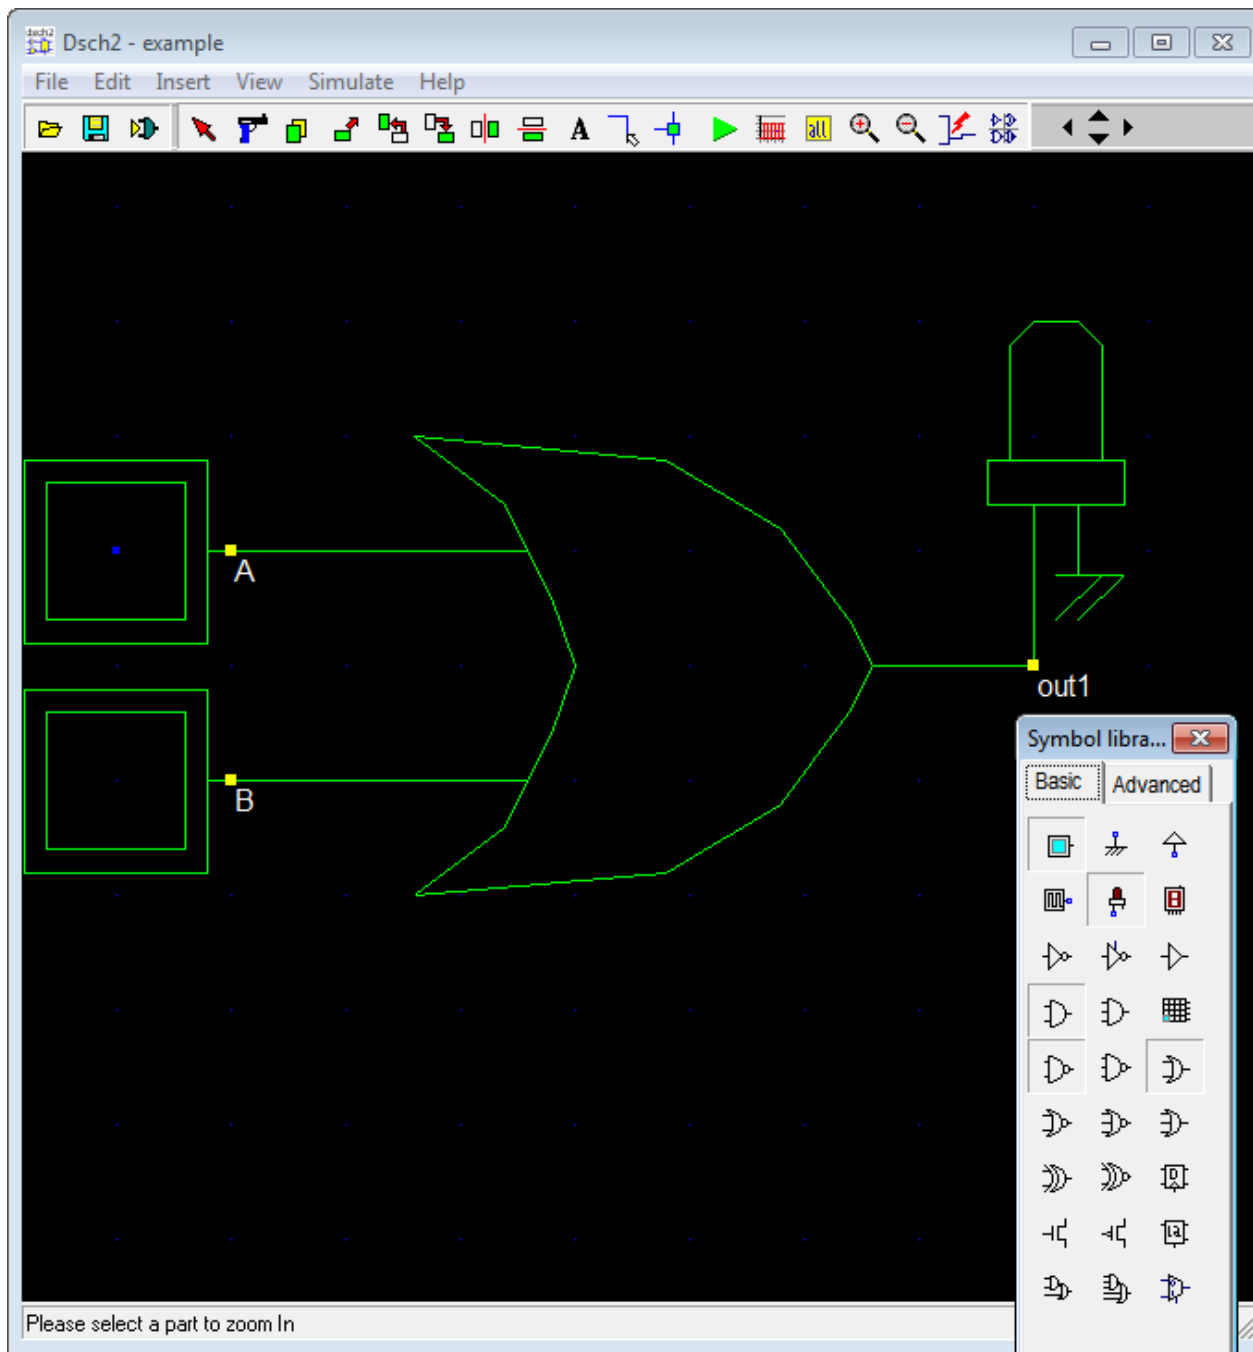 Dsch2 - example
File Edit Insert View Simulate Help
A all
A
B
out1
Symbol libra...
Basic Advanced
Please select a part to zoom In